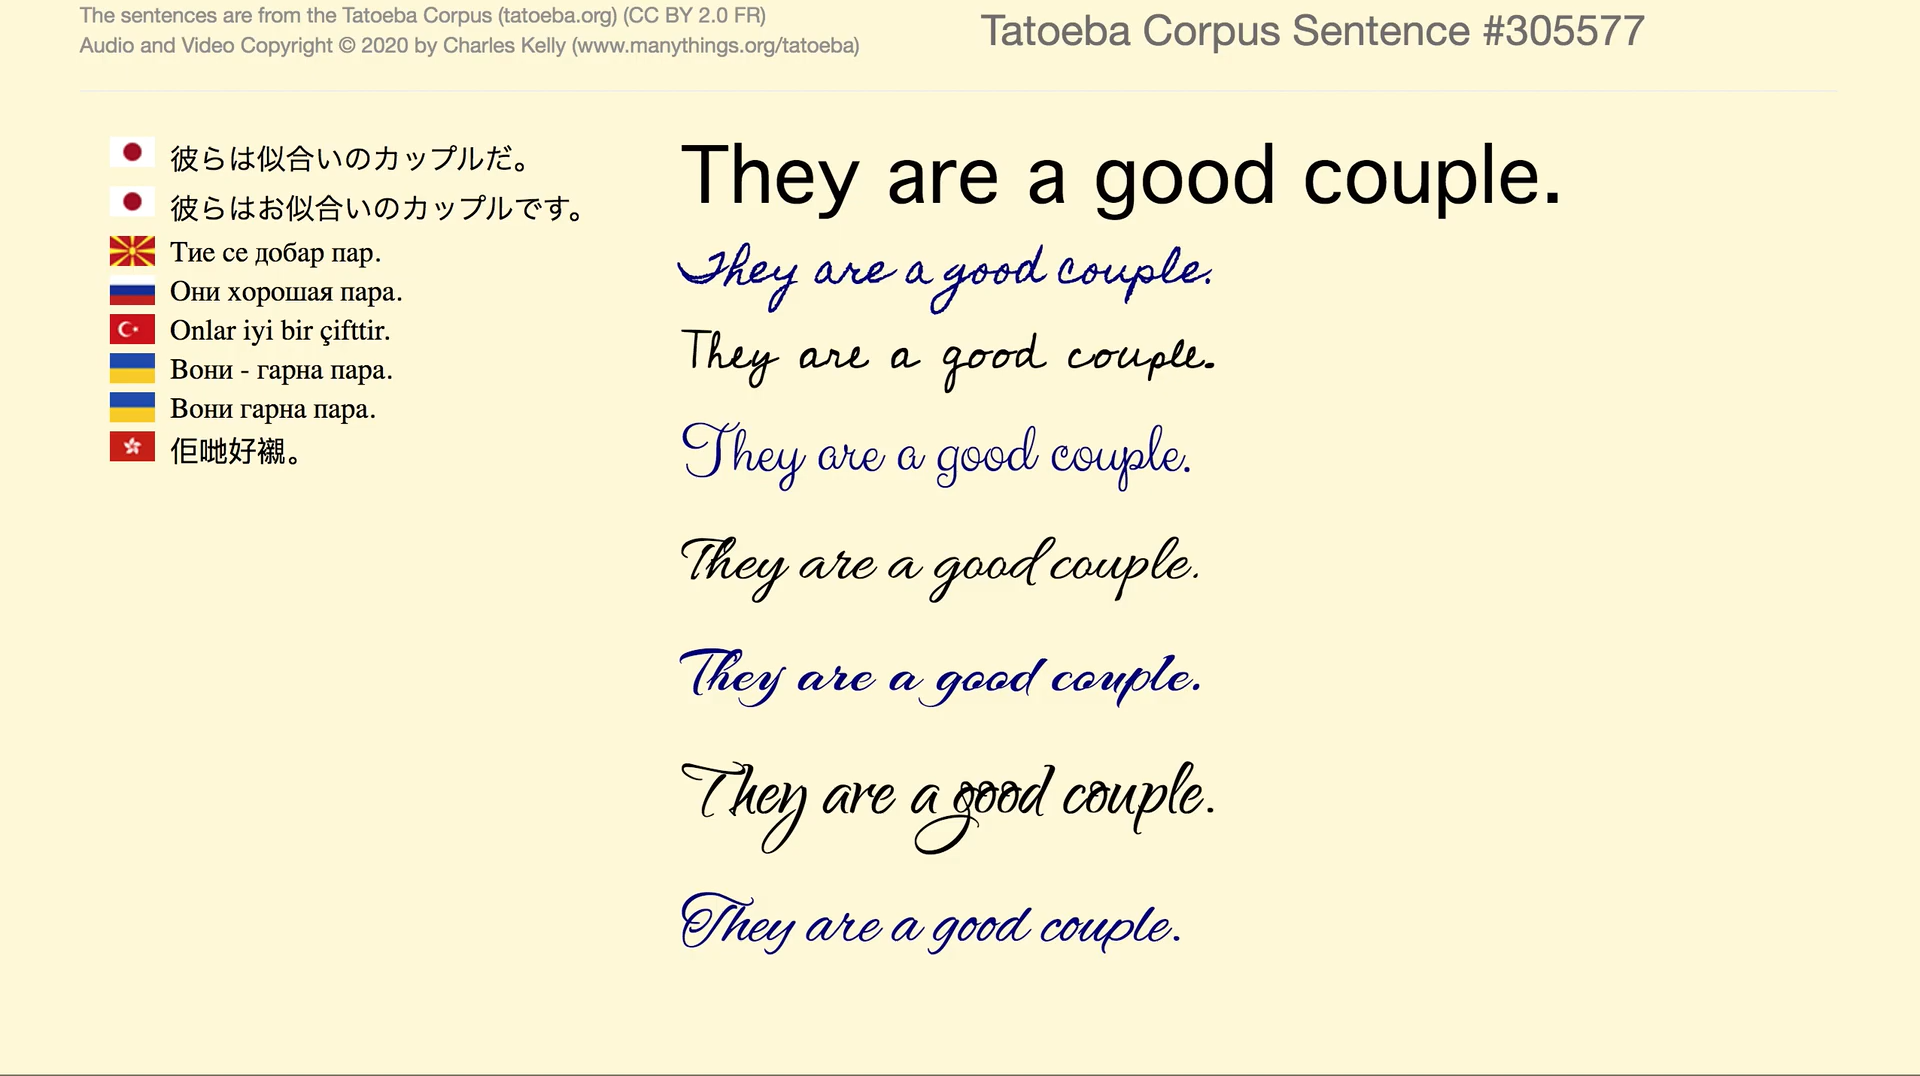 The sentences are from the Tatoeba Corpus (tatoeba.org) (CC BY 2.0 FR)
Audio and Video Copyright © 2020 by Charles Kelly (www.manythings.org/tatoeba)
Tatoeba Corpus Sentence #305577
彼らは似合いのカップルだ。
彼らはお似合いのカップルです。
Тие се добар пар.
Они хорошая пара.
Onlar iyi bir çifttir.
Вони - гарна пара.
Вони гарна пара.
佢哋好襯。
They are a good couple.
They are a good couple.
They are a good couple.
They are a good couple.
They are a good couple.
They are a good couple.
They are a good couple.
They are a good couple.